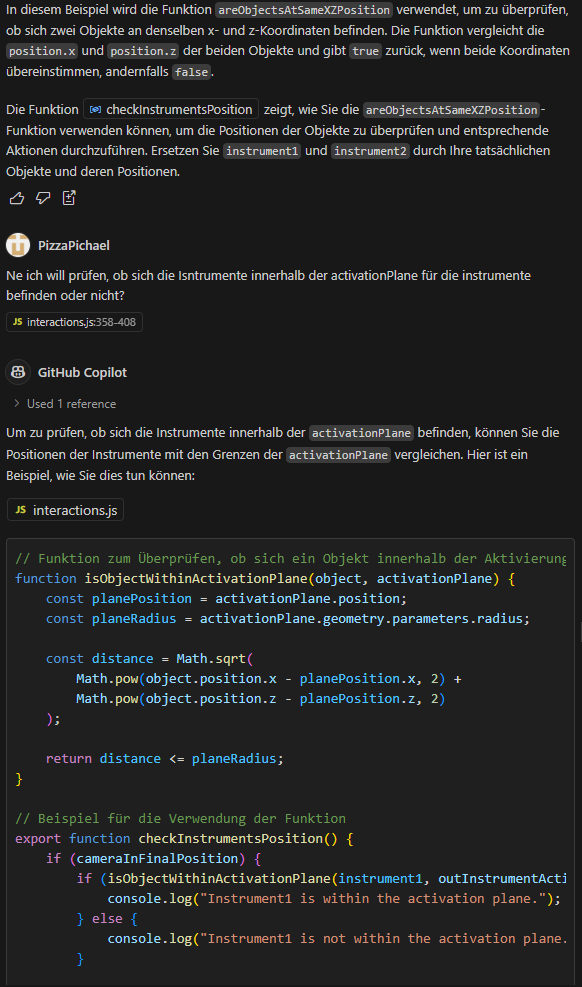 In diesem Beispiel wird die Funktion areObjectsAtSameXZPosition verwendet, um zu überprüfen,
ob sich zwei Objekte an denselben x- und z-Koordinaten befinden. Die Funktion vergleicht die
position.x und position.z der beiden Objekte und gibt true zurück, wenn beide Koordinaten
übereinstimmen, andernfalls false.
Die Funktion checkInstrumentsPosition zeigt, wie Sie die areObjectsAtSameXZPosition-
Funktion verwenden können, um die Positionen der Objekte zu überprüfen und entsprechende
Aktionen durchzuführen. Ersetzen Sie instrument1 und instrument2 durch Ihre tatsächlichen
Objekte und deren Positionen.
PizzaPichael
Ne ich will prüfen, ob sich die Isntrumente innerhalb der activationPlane für die instrumente
befinden oder nicht?
JS interactions.js:358-408
GitHub Copilot
Used 1 reference
Um zu prüfen, ob sich die Instrumente innerhalb der activationPlane befinden, können Sie die
Positionen der Instrumente mit den Grenzen der activationPlane vergleichen. Hier ist ein
Beispiel, wie Sie dies tun können:
JS interactions.js
// Funktion zum Überprüfen, ob sich ein Objekt innerhalb der Aktivierung
function isObjectWithinActivationPlane(object, activationPlane) {
    const planePosition = activationPlane.position;
    const planeRadius = activationPlane.geometry.parameters.radius;
    const distance = Math.sqrt(
        Math.pow(object.position.x - planePosition.x, 2) +
        Math.pow(object.position.z - planePosition.z, 2)
    );
    return distance <= planeRadius;
}
// Beispiel für die Verwendung der Funktion
export function checkInstrumentsPosition() {
    if (cameraInFinalPosition) {
        if (isObjectWithinActivationPlane(instrument1, outInstrumentActi
            console.log("Instrument1 is within the activation plane.");
        } else {
            console.log("Instrument1 is not within the activation plane.
        }